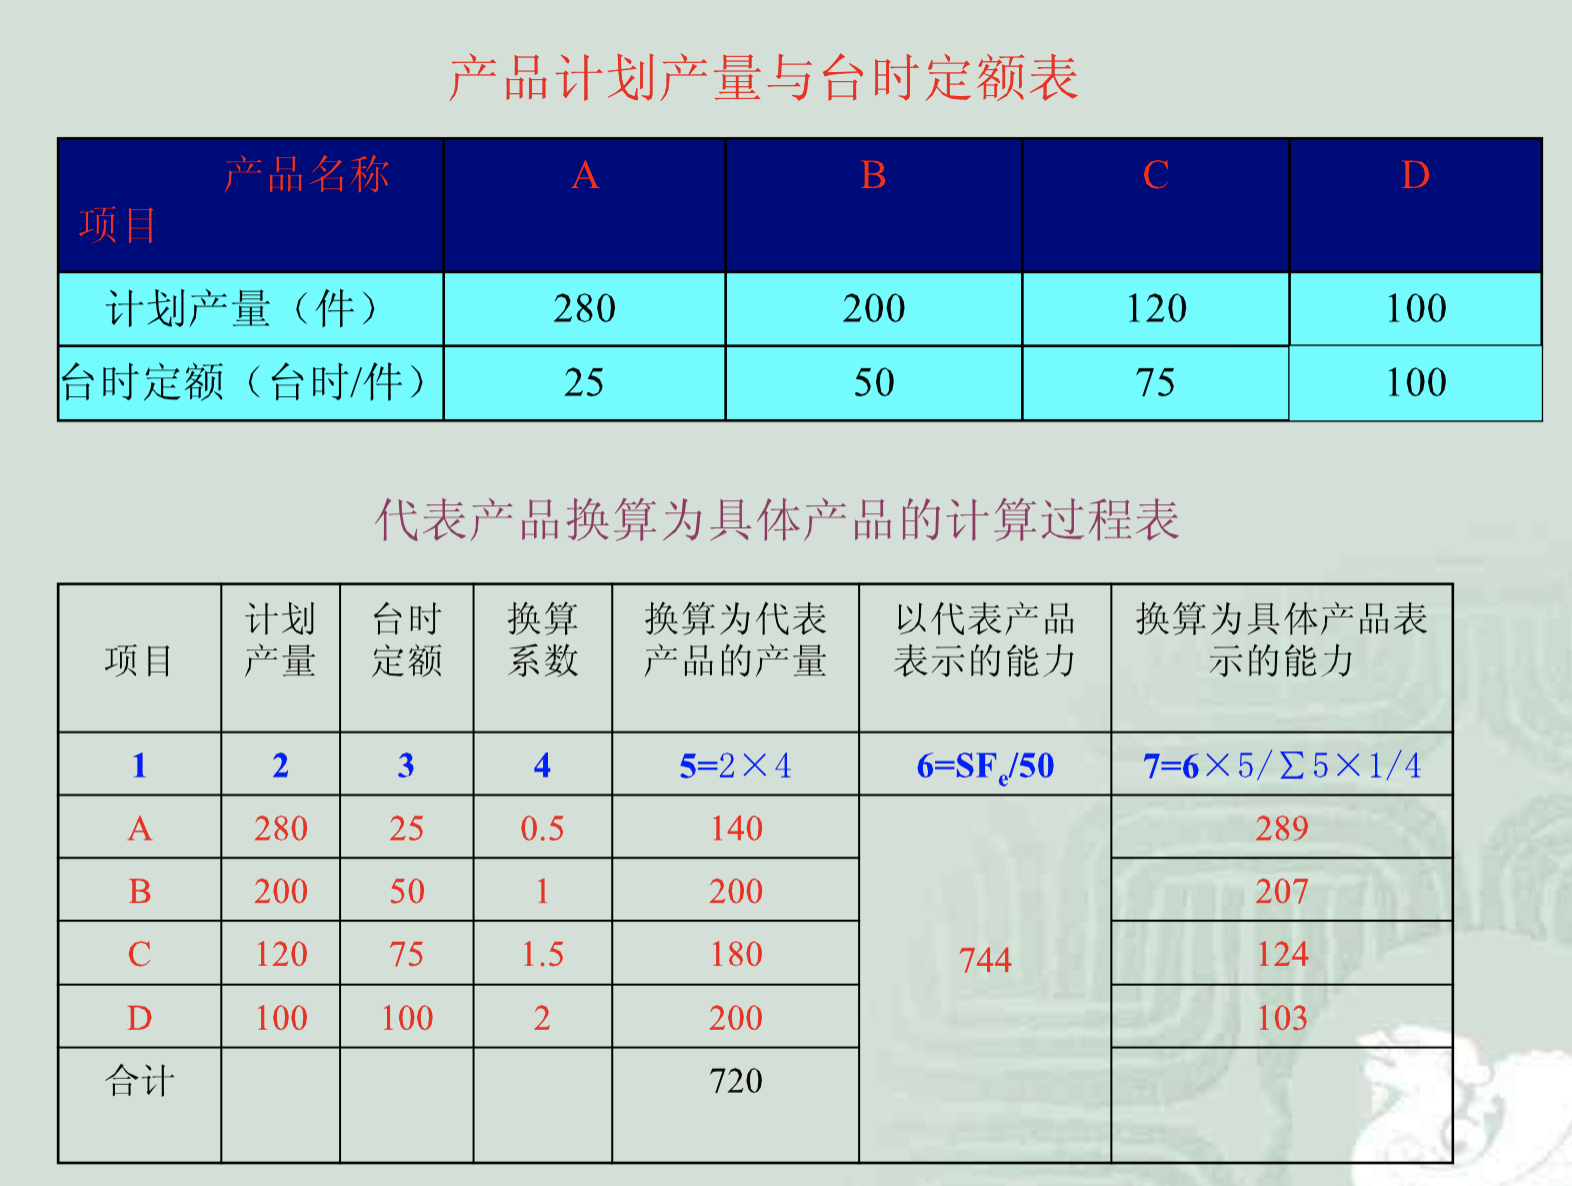 产品计划产量与台时定额表
产品名称 A B C D
项目
计划产量（件） 280 200 120 100
台时定额（台时/件） 25 50 75 100
代表产品换算为具体产品的计算过程表
项目 计划产量 台时定额 换算系数 换算为代表产品的产量 以代表产品表示的能力 换算为具体产品表示的能力
1 2 3 4 5=2×4 6=SFe/50 7=6×5/∑5×1/4
A 280 25 0.5 140 289
B 200 50 1 200 207
C 120 75 1.5 180 744 124
D 100 100 2 200 103
合计 720